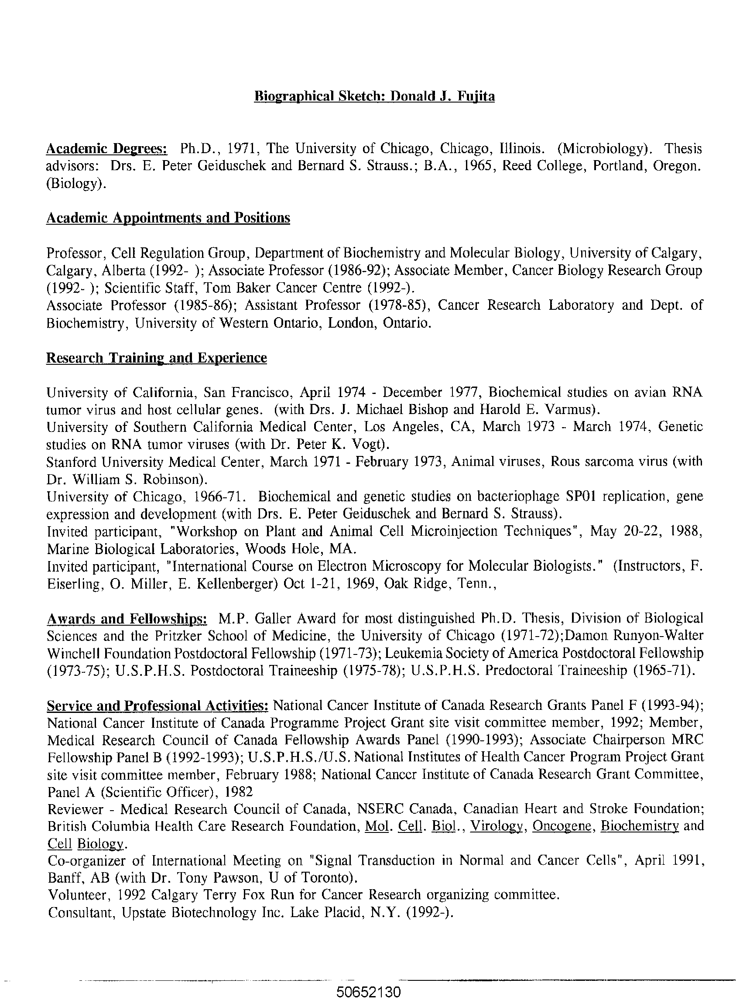 Biographical Sketch: Donald J. Fujita
Academic Degrees: Ph.D., 1971, The University of Chicago, Chicago, Illinois. (Microbiology). Thesis
advisors: Drs. E. Peter Geiduschek and Bernard S. Strauss.; B.A., 1965, Reed College, Portland, Oregon.
(Biology).
Academic Appointments and Positions
Professor, Cell Regulation Group, Department of Biochemistry and Molecular Biology, University of Calgary,
Calgary, Alberta (1992- ); Associate Professor (1986-92); Associate Member, Cancer Biology Research Group
(1992- ); Scientific Staff, Tom Baker Cancer Centre (1992-).
Associate Professor (1985-86); Assistant Professor (1978-85), Cancer Research Laboratory and Dept. of
Biochemistry, University of Western Ontario, London, Ontario.
Research Training and Experience
University of California, San Francisco, April 1974 - December 1977, Biochemical studies on avian RNA
tumor virus and host cellular genes. (with Drs. J. Michael Bishop and Harold E. Varmus).
University of Southern California Medical Center, Los Angeles, CA, March 1973 - March 1974, Genetic
studies on RNA tumor viruses (with Dr. Peter K. Vogt).
Stanford University Medical Center, March 1971 - February 1973, Animal viruses, Rous sarcoma virus (with
Dr. William S. Robinson).
University of Chicago, 1966-71. Biochemical and genetic studies on bacteriophage SP01 replication, gene
expression and development (with Drs. E. Peter Geiduschek and Bernard S. Strauss).
Invited participant, "Workshop on Plant and Animal Cell Microinjection Techniques", May 20-22, 1988,
Marine Biological Laboratories, Woods Hole, MA.
Invited participant, "International Course on Electron Microscopy for Molecular Biologists." (Instructors, F.
Eiserling, O. Miller, E. Kellenberger) Oct 1-21, 1969, Oak Ridge, Tenn.,
Awards and Fellowships: M.P. Galler Award for most distinguished Ph.D. Thesis, Division of Biological
Sciences and the Pritzker School of Medicine, the University of Chicago (1971-72);Damon Runyon-Walter
Winchell Foundation Postdoctoral Fellowship (1971-73); Leukemia Society of America Postdoctoral Fellowship
(1973-75); U.S.P.H.S. Postdoctoral Traineeship (1975-78); U.S.P.H.S. Predoctoral Traineeship (1965-71).
Service and Professional Activities: National Cancer Institute of Canada Research Grants Panel F (1993-94);
National Cancer Institute of Canada Programme Project Grant site visit committee member, 1992; Member,
Medical Research Council of Canada Fellowship Awards Panel (1990-1993); Associate Chairperson MRC
Fellowship Panel B (1992-1993); U.S.P.H.S./U.S. National Institutes of Health Cancer Program Project Grant
site visit committee member, February 1988; National Cancer Institute of Canada Research Grant Committee,
Panel A (Scientific Officer), 1982
Reviewer - Medical Research Council of Canada, NSERC Canada, Canadian Heart and Stroke Foundation;
British Columbia Health Care Research Foundation, Mol. Cell. Biol., Virology, Oncogene, Biochemistry and
Cell Biology.
Co-organizer of International Meeting on "Signal Transduction in Normal and Cancer Cells", April 1991,
Banff, AB (with Dr. Tony Pawson, U of Toronto).
Volunteer, 1992 Calgary Terry Fox Run for Cancer Research organizing committee.
Consultant, Upstate Biotechnology Inc. Lake Placid, N.Y. (1992-).
50652130